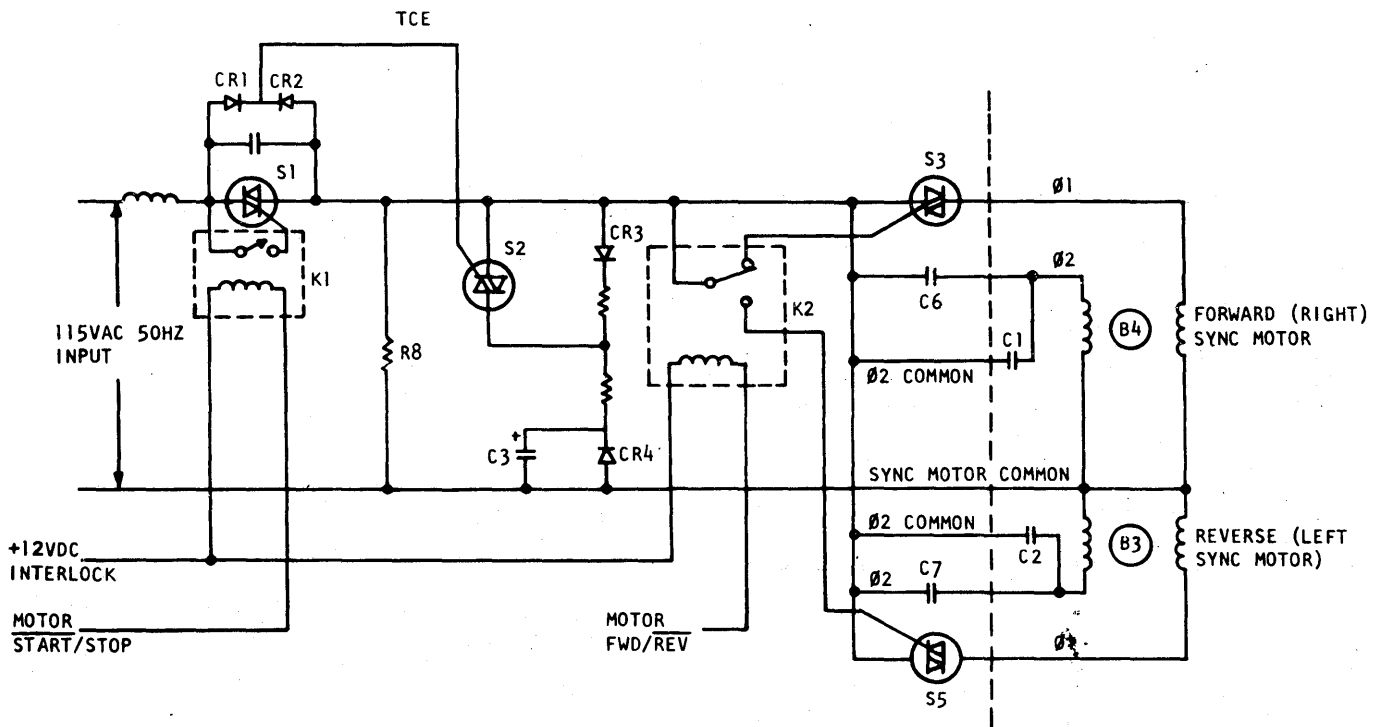 TCE
CR1
CR2
S1
S3
Ø1
CR3
S2
Ø2
K1
K2
C6
115VAC 50HZ
INPUT
R8
C1
B4
FORWARD (RIGHT)
SYNC MOTOR
Ø2 COMMON
+
C3
CR4
SYNC MOTOR COMMON
Ø2 COMMON
C2
B3
REVERSE (LEFT
SYNC MOTOR)
+12VDC
INTERLOCK
Ø2
C7
MOTOR
START/STOP
MOTOR
FWD/REV
S5